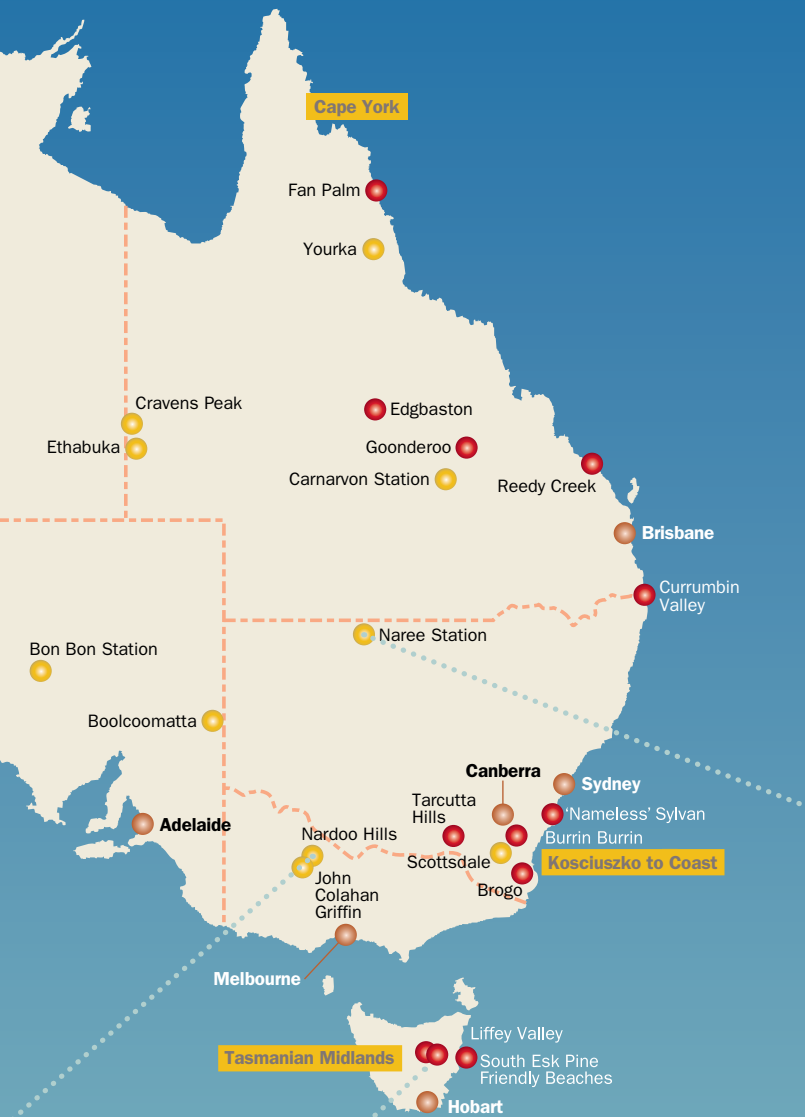 Cape York
Fan Palm
Yourka
Cravens Peak
Edgbaston
Ethabuka
Goonderoo
Carnarvon Station
Reedy Creek
Brisbane
Currumbin
Valley
Naree Station
Bon Bon Station
Boolcoomatta
Canberra
Sydney
Tarcutta
Hills
'Nameless' Sylvan
Adelaide
Nardoo Hills
Burrin Burrin
Scottsdale
Kosciuszko to Coast
John
Colahan
Griffin
Brogo
Melbourne
Liffey Valley
Tasmanian Midlands
South Esk Pine
Friendly Beaches
Hobart